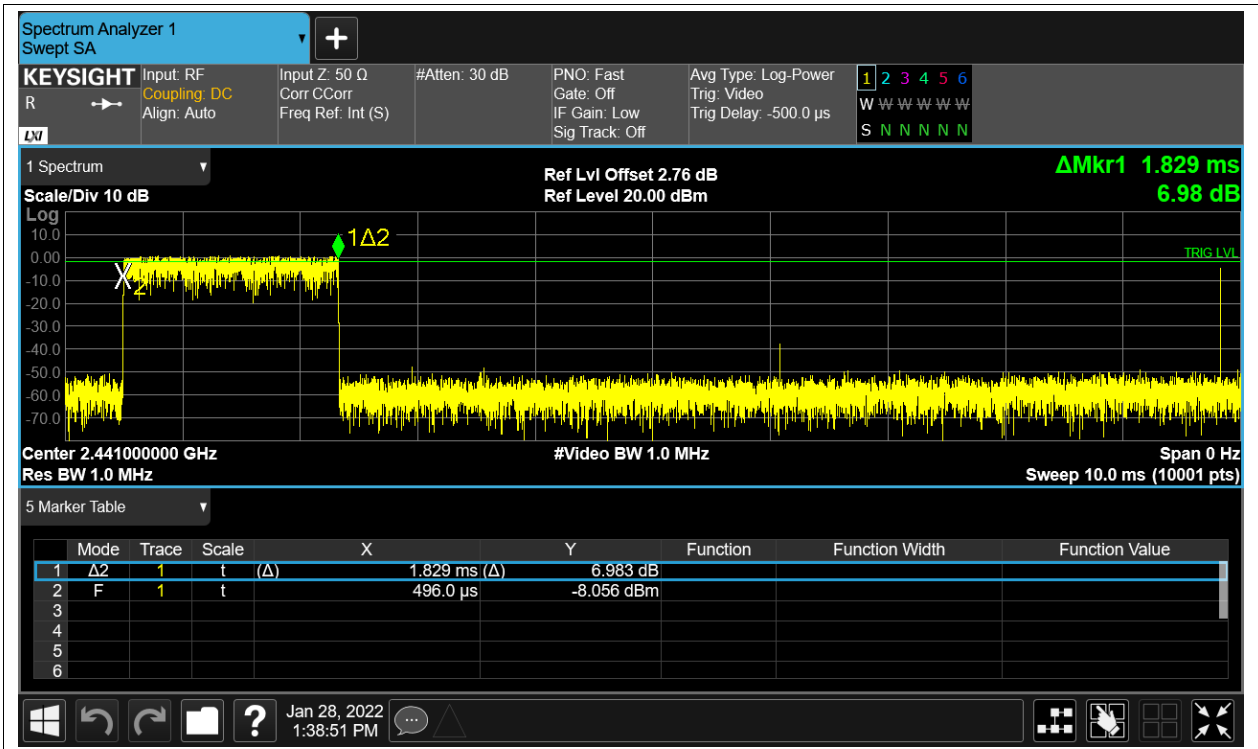 Spectrum Analyzer 1
Swept SA
+
KEYSIGHT Input: RF Input Z: 50 Ω #Atten: 30 dB PNO: Fast Avg Type: Log-Power 1 2 3 4 5 6
R Coupling: DC Corr CCorr Gate: Off Trig: Video W W W W W W
Align: Auto Freq Ref: Int (S) IF Gain: Low Trig Delay: -500.0 µs
LXI Sig Track: Off S N N N N N
1 Spectrum ΔMkr1 1.829 ms
Ref Lvl Offset 2.76 dB
Scale/Div 10 dB Ref Level 20.00 dBm 6.98 dB
Log
10.0 1Δ2
0.00 TRIG LVL
-10.0 X2
-20.0
-30.0
-40.0
-50.0
-60.0
-70.0
Center 2.441000000 GHz #Video BW 1.0 MHz Span 0 Hz
Res BW 1.0 MHz Sweep 10.0 ms (10001 pts)
5 Marker Table
Mode Trace Scale X Y Function Function Width Function Value
1 Δ2 1 t (Δ) 1.829 ms (Δ) 6.983 dB
2 F 1 t 496.0 µs -8.056 dBm
3
4
5
6
? Jan 28, 2022
1:38:51 PM